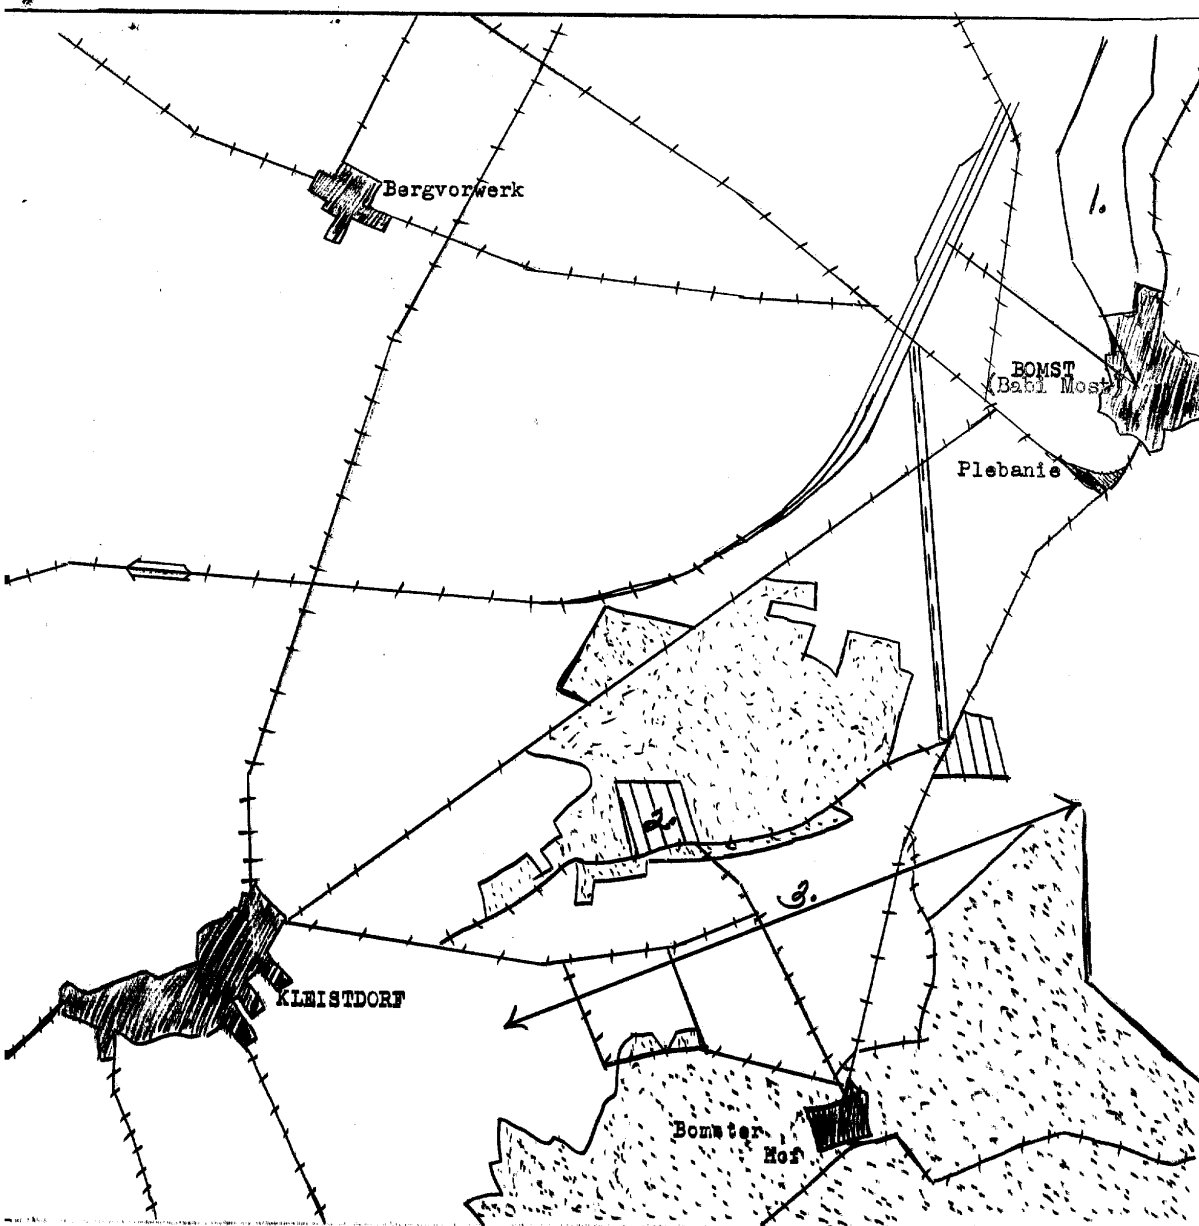 Bergvorwerk
1.
BOMST
(Babi Most)
Plebanie
2.
3.
KLEISTDORF
Bomster
Hof